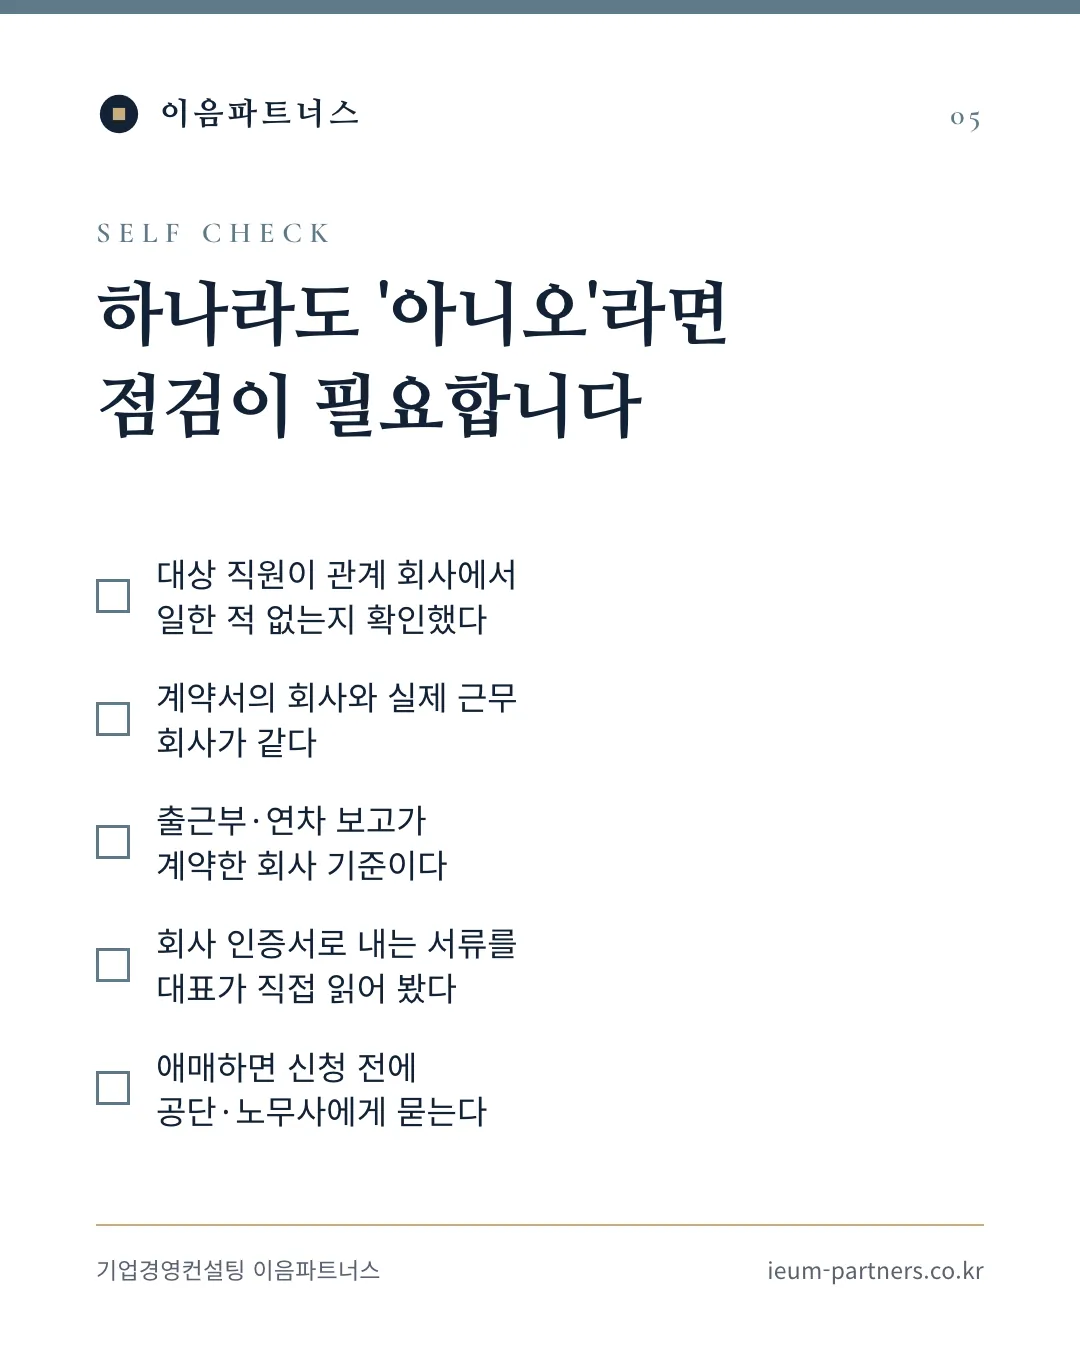 이음파트너스
05
SELF CHECK
하나라도 '아니오'라면
점검이 필요합니다
대상 직원이 관계 회사에서
일한 적 없는지 확인했다
계약서의 회사와 실제 근무
회사가 같다
출근부·연차 보고가
계약한 회사 기준이다
회사 인증서로 내는 서류를
대표가 직접 읽어 봤다
애매하면 신청 전에
공단·노무사에게 묻는다
기업경영컨설팅 이음파트너스
ieum-partners.co.kr